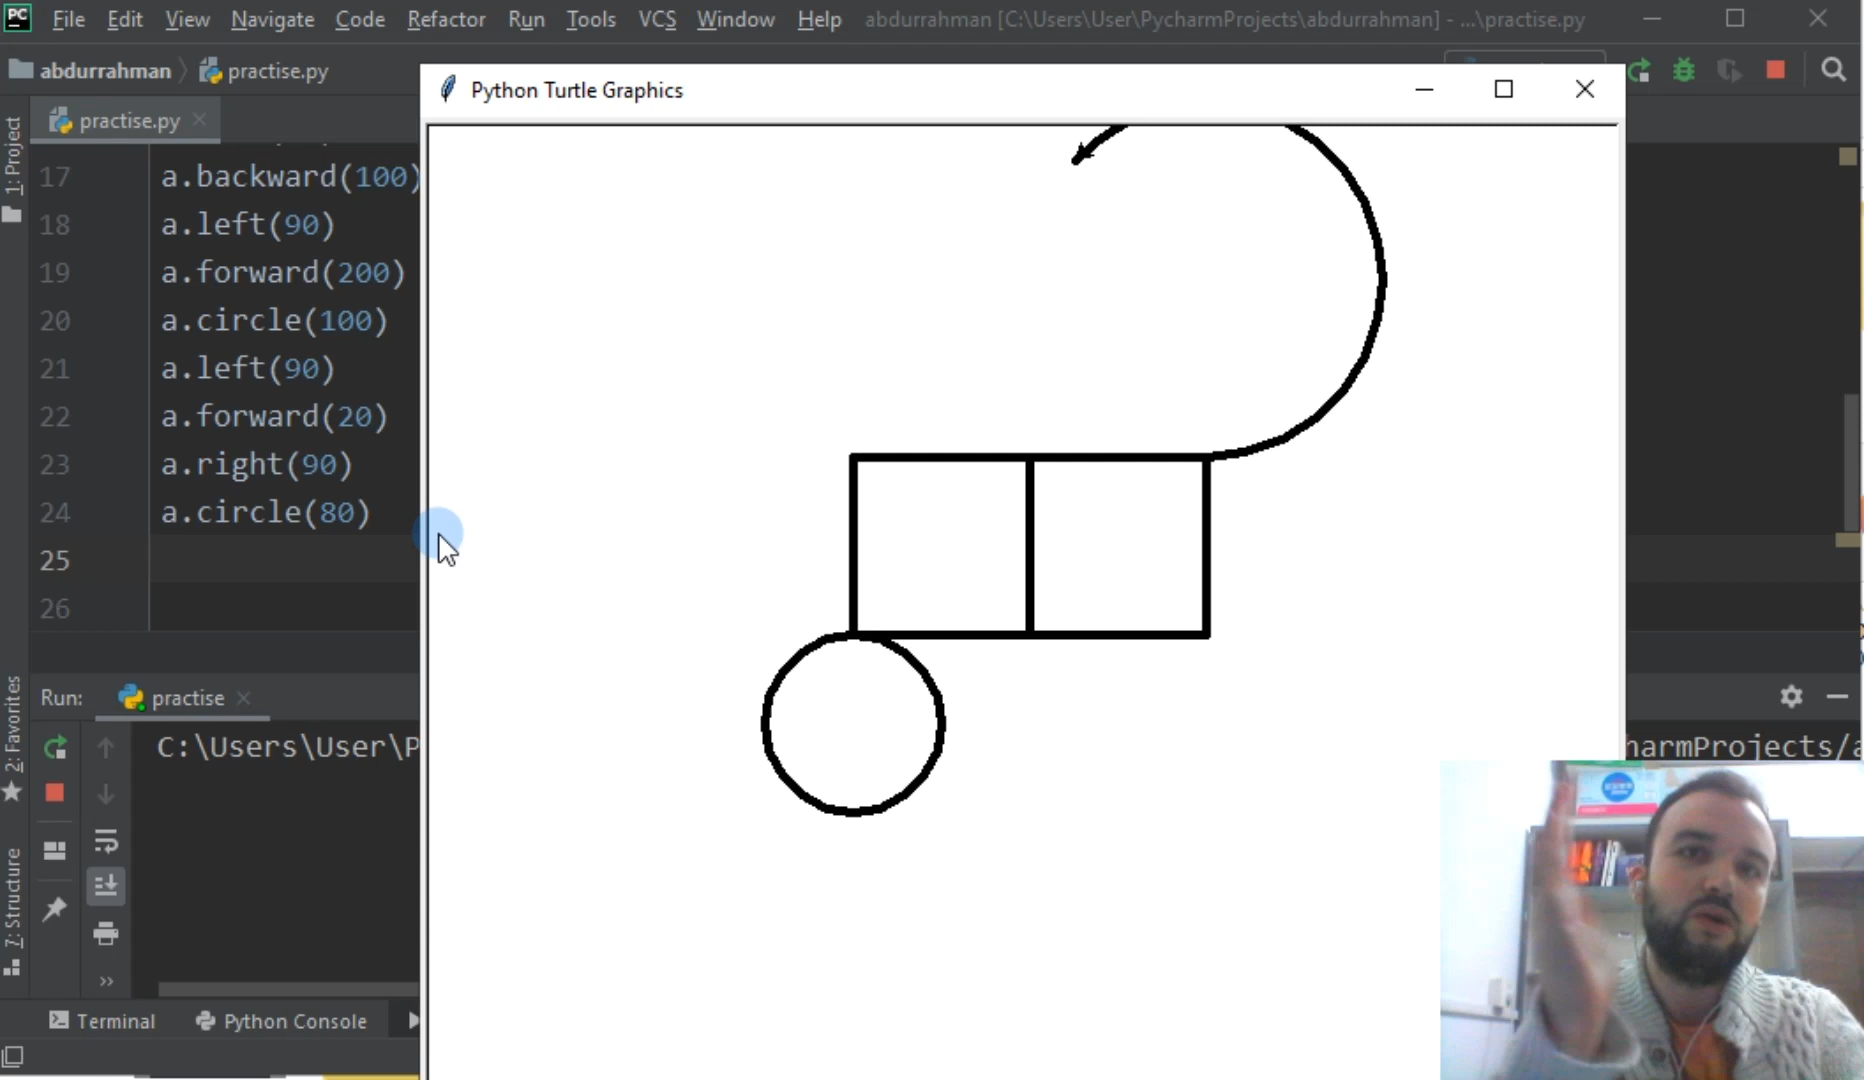 PC File Edit View Navigate Code Refactor Run Tools VCS Window Help abdurrahman [C:\Users\User\PycharmProjects\abdurrahman] - ...\practise.py
abdurrahman practise.py
Python Turtle Graphics
practise.py
1: Project
17 a.backward(100)
18 a.left(90)
19 a.forward(200)
20 a.circle(100)
21 a.left(90)
22 a.forward(20)
23 a.right(90)
24 a.circle(80)
25
26
2: Favorites
Run: practise
C:\Users\User\P
harmProjects/a
7: Structure
Terminal Python Console